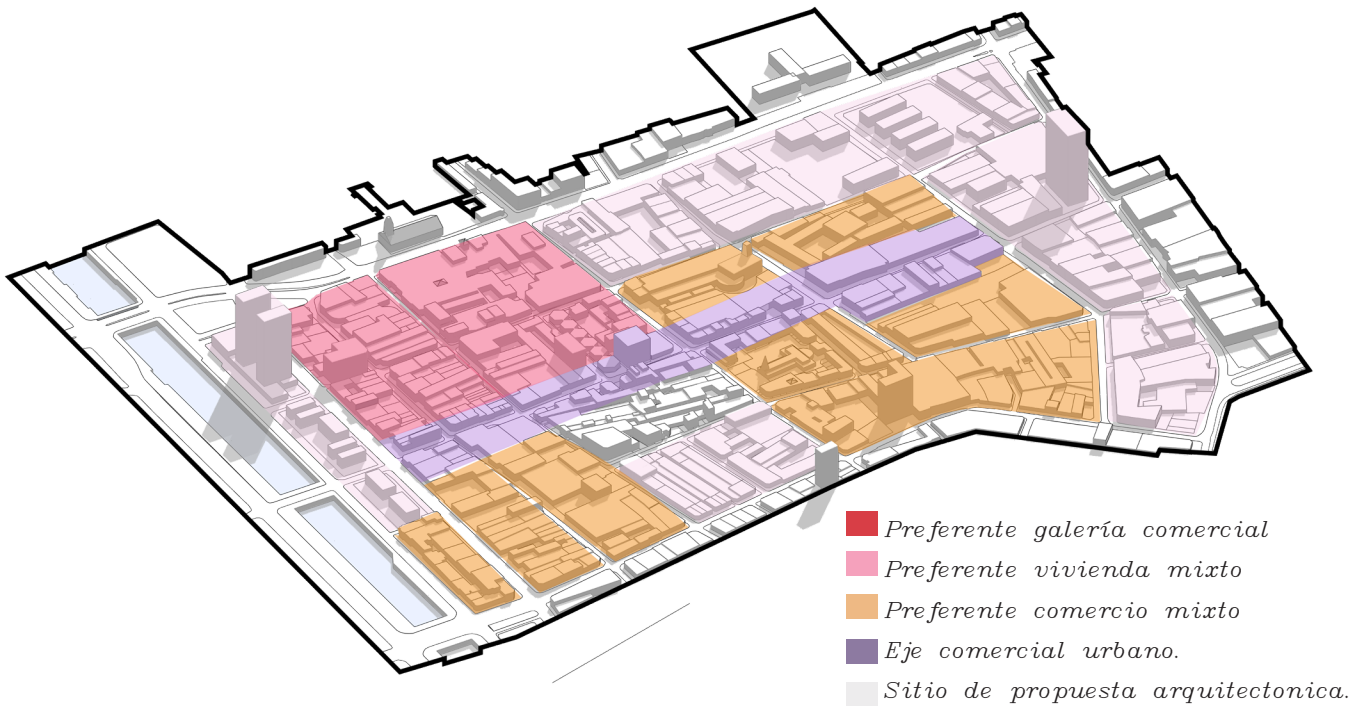 Preferente galería comercial
Preferente vivienda mixto
Preferente comercio mixto
Eje comercial urbano.
Sitio de propuesta arquitectonica.